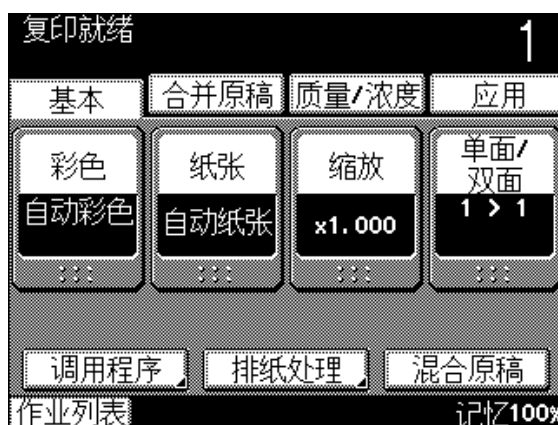 复印就绪
1
基本 合并原稿 质量/浓度 应用
彩色
自动彩色
纸张
自动纸张
缩放
x1.000
单面/
双面
1 > 1
调用程序 排纸处理 混合原稿
作业列表 记忆100%